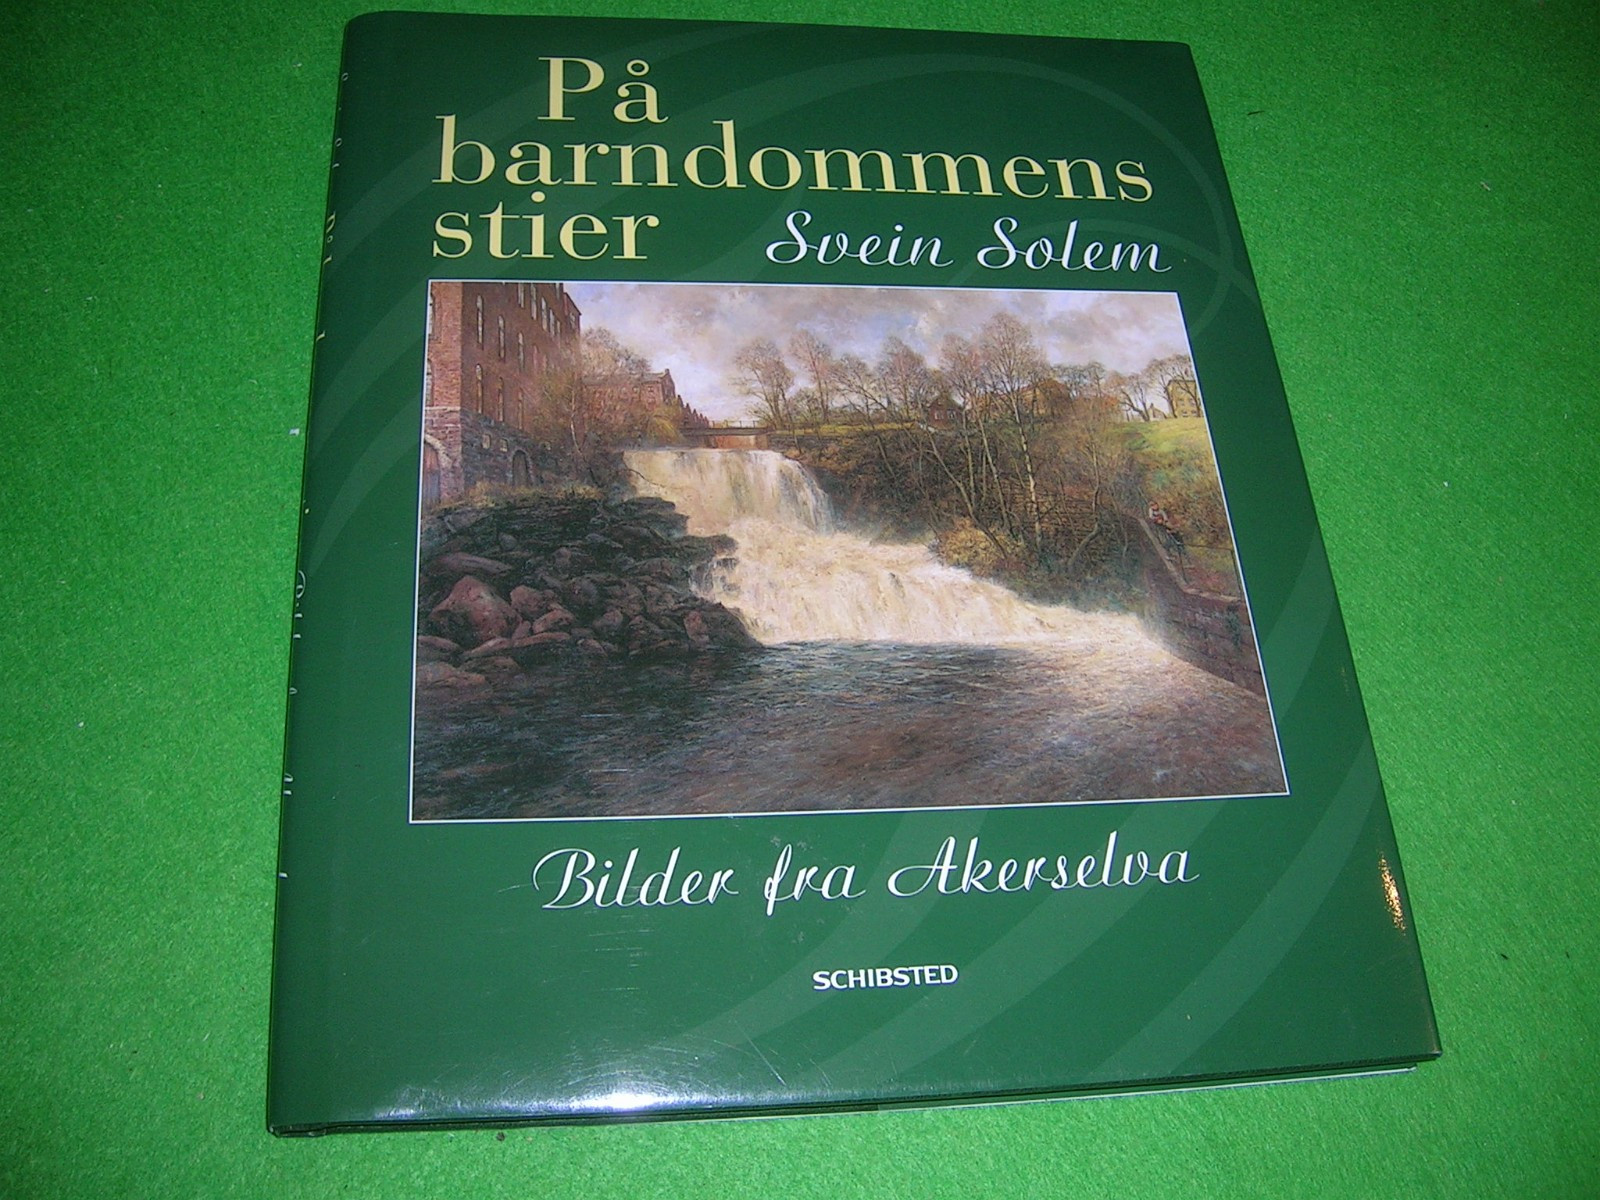 På
barndommens
stier
Svein Solem
Bilder fra Akerselva
SCHIBSTED